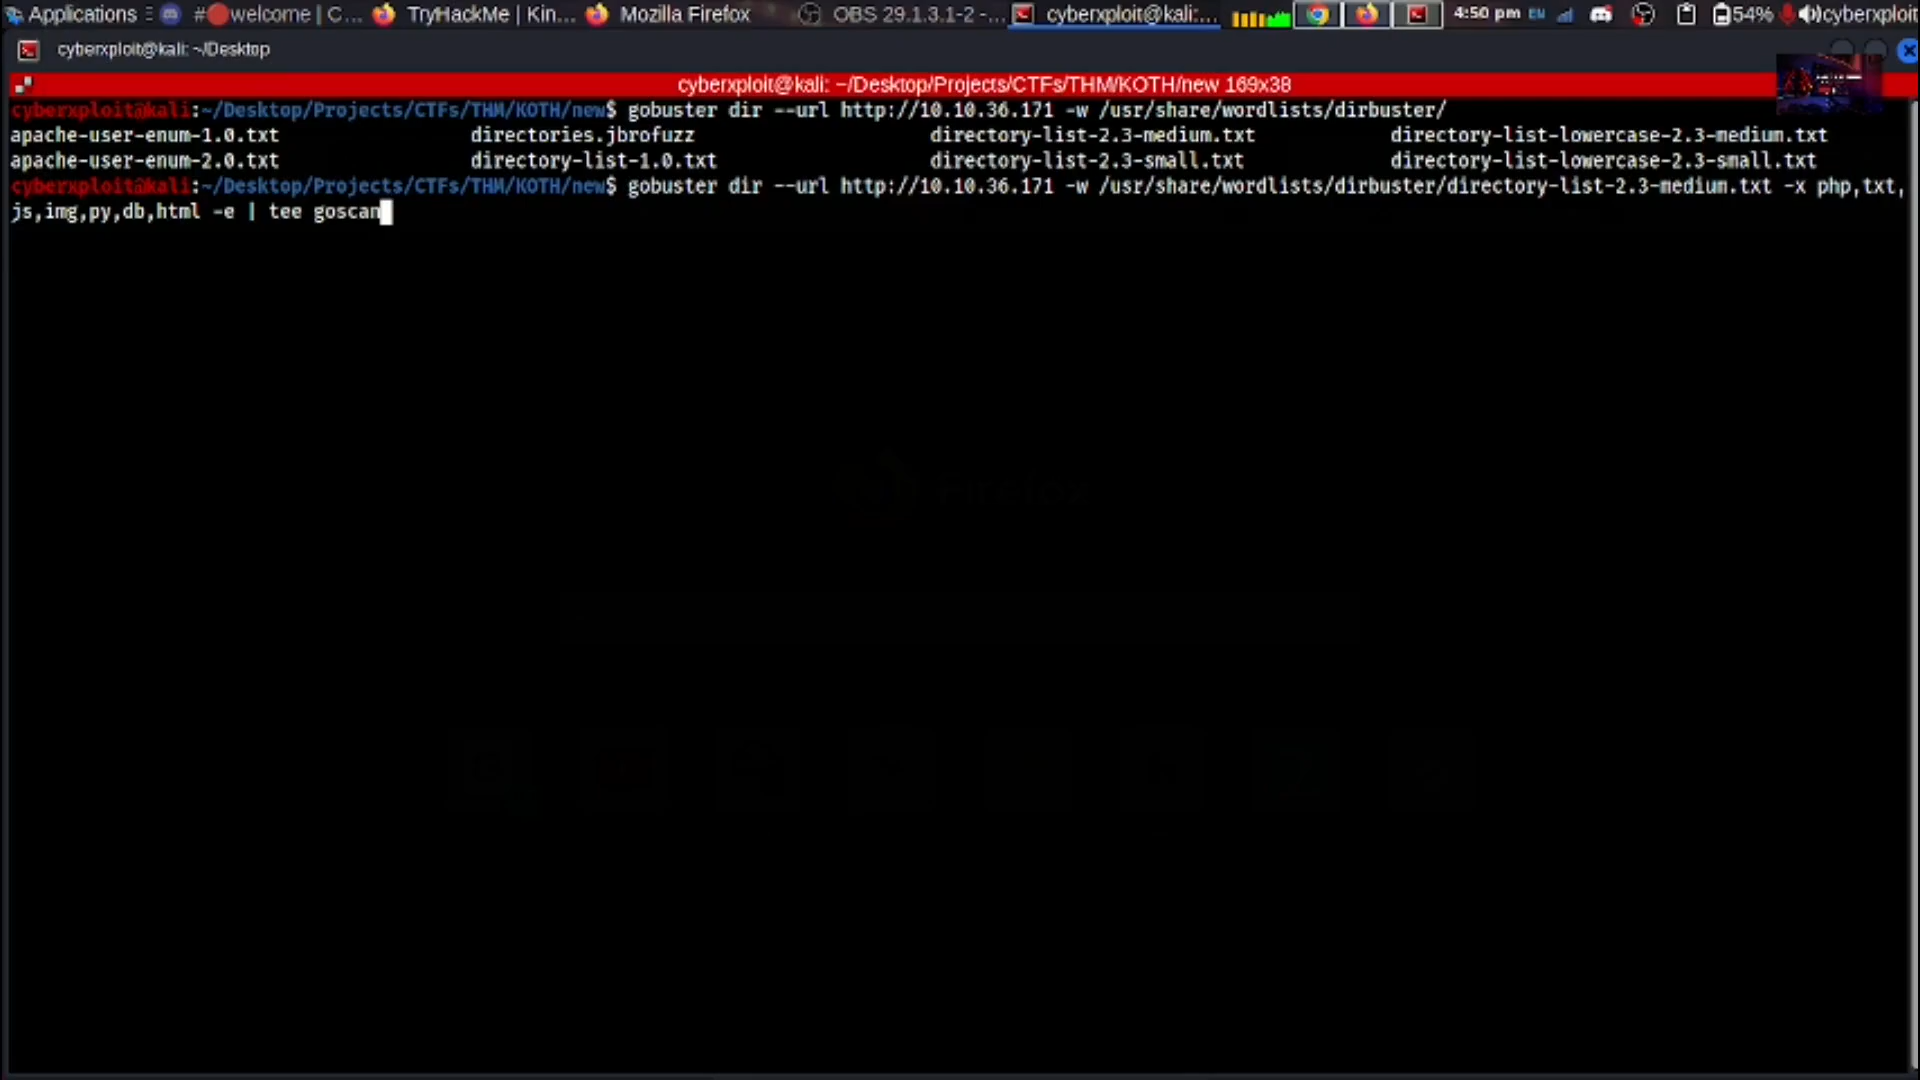 Applications #welcome | C... TryHackMe | Kin... Mozilla Firefox OBS 29.1.3.1-2 -... cyberxploit@kali:... 4:50 pm EN 54% cyberxploit
cyberxploit@kali: ~/Desktop
cyberxploit@kali: ~/Desktop/Projects/CTFs/THM/KOTH/new 169x38
cyberxploit@kali:~/Desktop/Projects/CTFs/THM/KOTH/new$ gobuster dir --url http://10.10.36.171 -w /usr/share/wordlists/dirbuster/
apache-user-enum-1.0.txt directories.jbrofuzz directory-list-2.3-medium.txt directory-list-lowercase-2.3-medium.txt
apache-user-enum-2.0.txt directory-list-1.0.txt directory-list-2.3-small.txt directory-list-lowercase-2.3-small.txt
cyberxploit@kali:~/Desktop/Projects/CTFs/THM/KOTH/new$ gobuster dir --url http://10.10.36.171 -w /usr/share/wordlists/dirbuster/directory-list-2.3-medium.txt -x php,txt,
js,img,py,db,html -e | tee goscan
Firefox